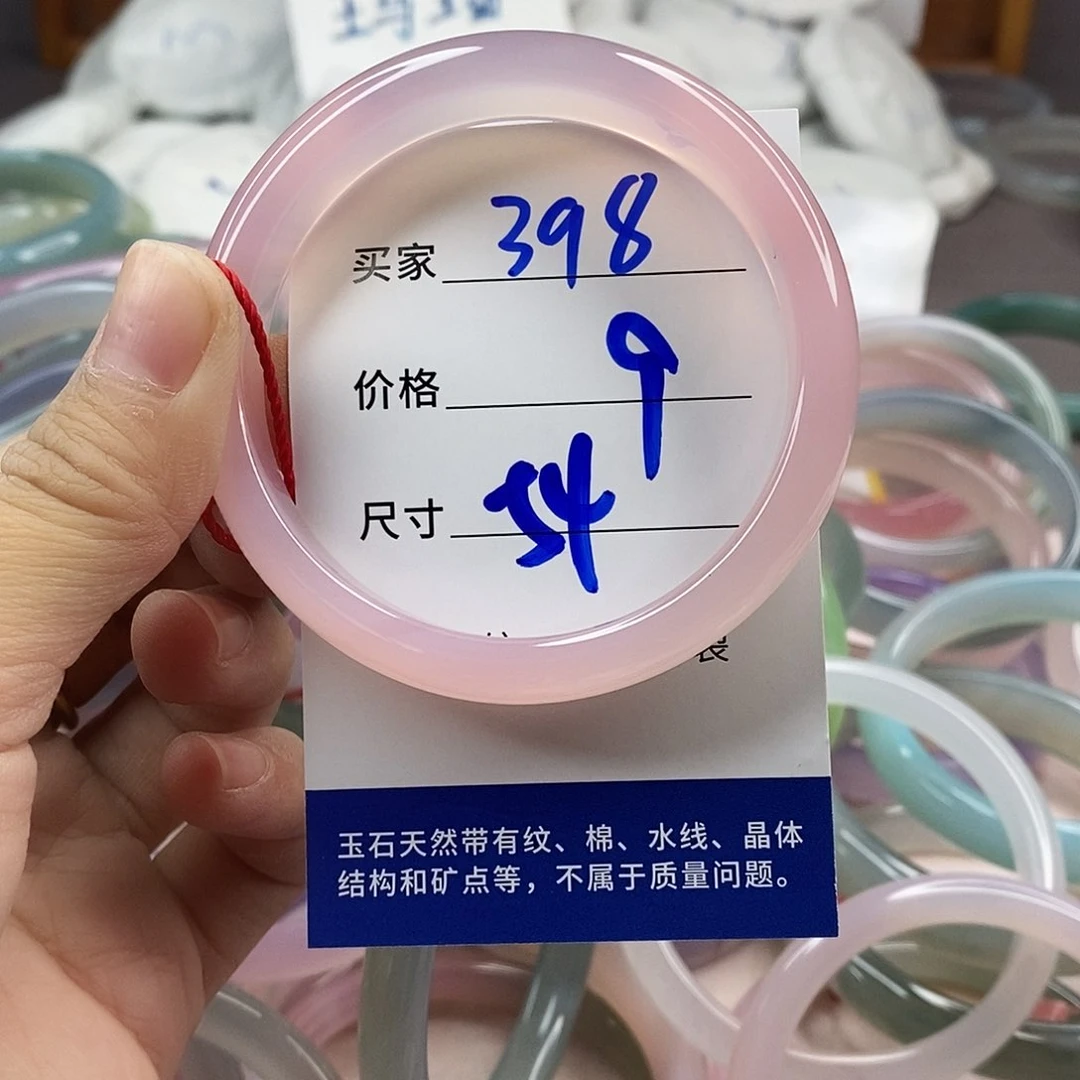 买家 398
价格 9
尺寸 54
玉石天然带有纹、棉、水线、晶体
结构和矿点等，不属于质量问题。